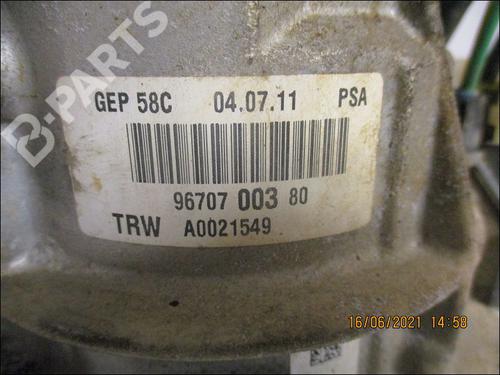 B-PARTS
GEP 58C 04.07.11 PSA
96707 003 80
TRW A0021549
16/06/2021 14:58